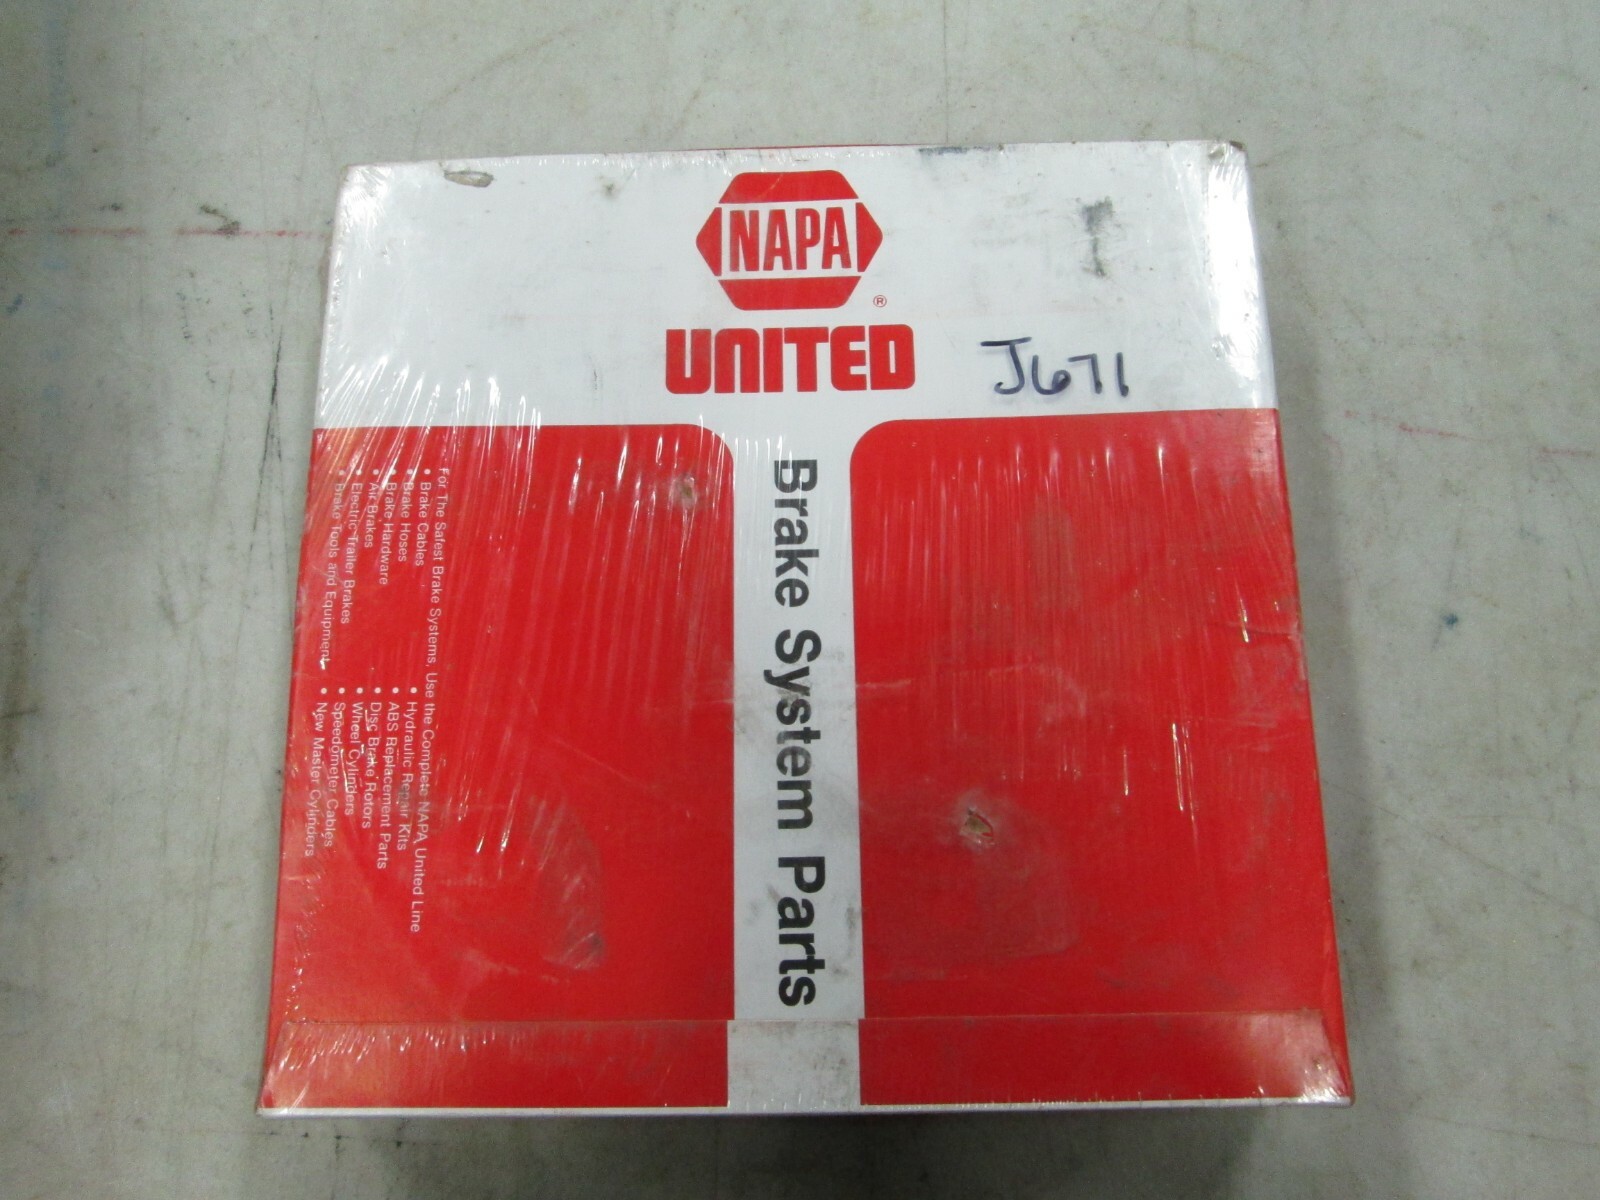 NAPA
®
UNITED
J671
Brake System Parts
For The Safest Brake Systems, Use the Complete NAPA United Line
• Brake Cables
• Brake Hoses
• Brake Hardware
• Air Brakes
• Electric Trailer Brakes
• Brake Tools and Equipment
• Hydraulic Repair Kits
• ABS Replacement Parts
• Disc Brake Rotors
• Wheel Cylinders
• Speedometer Cables
• New Master Cylinders